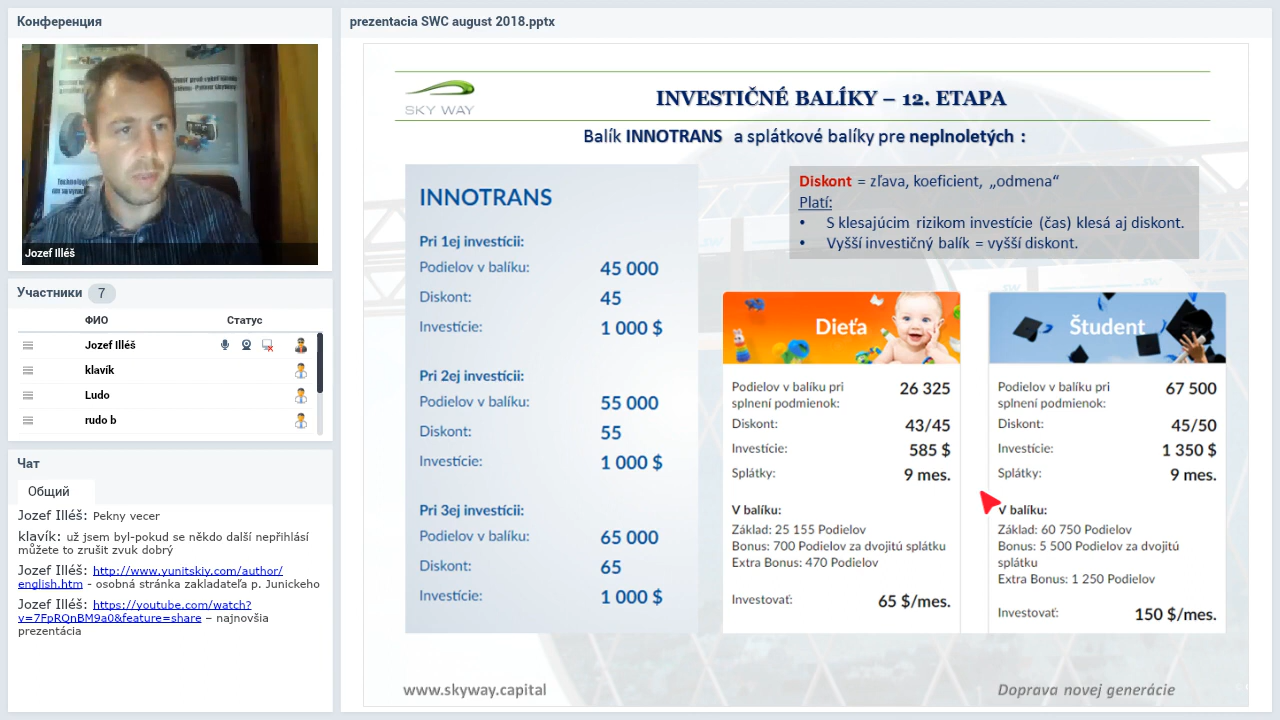 Конференция
Jozef Illéš
Участники 7
ФИО Статус
Jozef Illéš
klavík
Ludo
rudo b
Чат
Общий
Jozef Illéš: Pekny vecer
klavík: už jsem byl-pokud se někdo další nepřihlásí
můžete to zrušit zvuk dobrý
Jozef Illéš: http://www.yunitskiy.com/author/
english.htm - osobná stránka zakladateľa p. Junickeho
Jozef Illéš: https://youtube.com/watch?
v=7FpRQnBM9a0&feature=share – najnovšia
prezentácia
prezentacia SWC august 2018.pptx
SKY WAY
INVESTIČNÉ BALÍKY – 12. ETAPA
Balík INNOTRANS a splátkové balíky pre neplnoletých :
INNOTRANS
Pri 1ej investícii:
Podielov v balíku: 45 000
Diskont: 45
Investície: 1 000 $
Pri 2ej investícii:
Podielov v balíku: 55 000
Diskont: 55
Investície: 1 000 $
Pri 3ej investícii:
Podielov v balíku: 65 000
Diskont: 65
Investície: 1 000 $
Diskont = zľava, koeficient, „odmena“
Platí:
• S klesajúcim rizikom investície (čas) klesá aj diskont.
• Vyšší investičný balík = vyšší diskont.
Dieťa
Podielov v balíku pri
splnení podmienok: 26 325
Diskont: 43/45
Investície: 585 $
Splátky: 9 mes.
V balíku:
Základ: 25 155 Podielov
Bonus: 700 Podielov za dvojitú splátku
Extra Bonus: 470 Podielov
Investovať: 65 $/mes.
Študent
Podielov v balíku pri
splnení podmienok: 67 500
Diskont: 45/50
Investície: 1 350 $
Splátky: 9 mes.
V balíku:
Základ: 60 750 Podielov
Bonus: 5 500 Podielov za dvojitú
splátku
Extra Bonus: 1 250 Podielov
Investovať: 150 $/mes.
www.skyway.capital
Doprava novej generácie